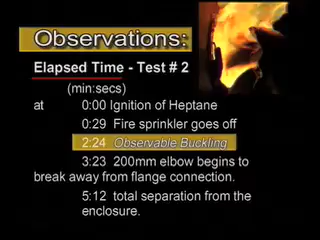 Observations:
Elapsed Time - Test # 2
(min:secs)
at 0:00 Ignition of Heptane
0:29 Fire sprinkler goes off
2:24 Observable Buckling
3:23 200mm elbow begins to
break away from flange connection.
5:12 total separation from the
enclosure.